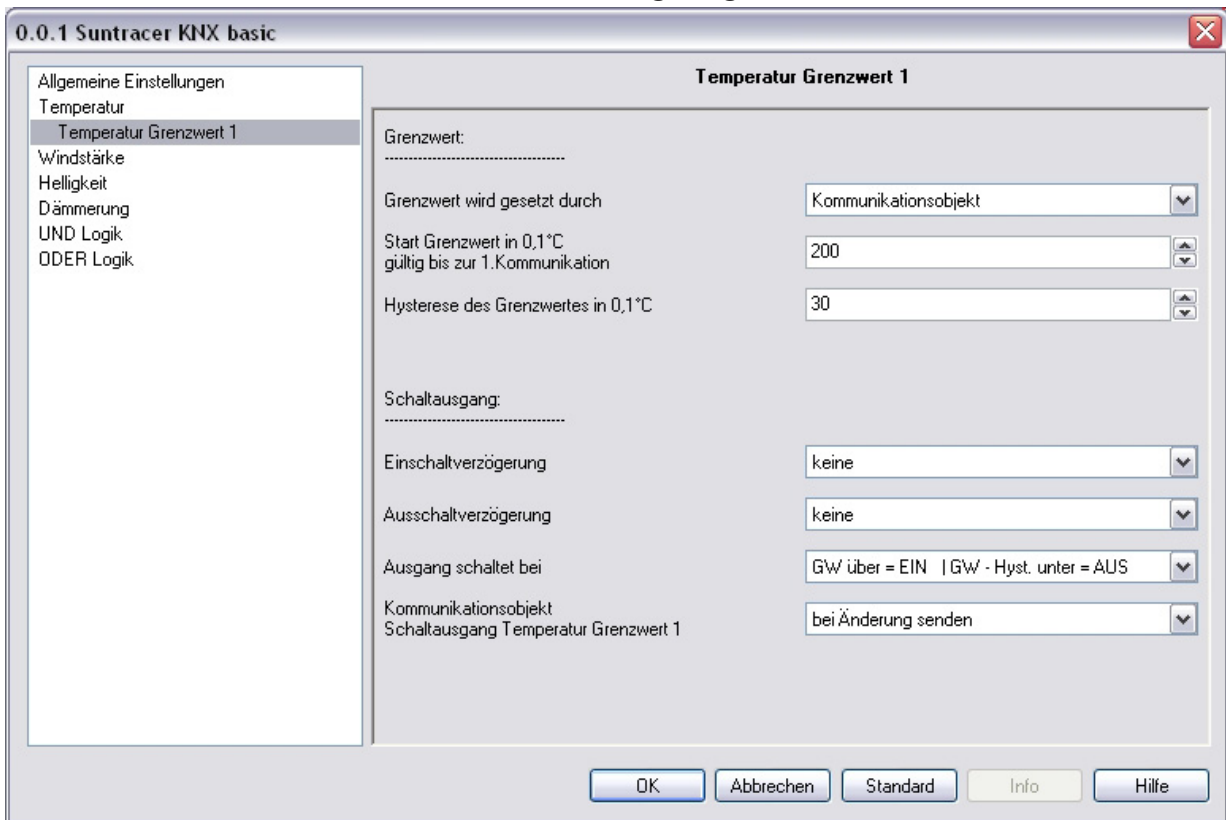 0.0.1 Suntracer KNX basic
Allgemeine Einstellungen
Temperatur
Temperatur Grenzwert 1
Windstärke
Helligkeit
Dämmerung
UND Logik
ODER Logik
Temperatur Grenzwert 1
Grenzwert:
--------------------------------------
Grenzwert wird gesetzt durch
Kommunikationsobjekt
Start Grenzwert in 0,1°C
gültig bis zur 1.Kommunikation
200
Hysterese des Grenzwertes in 0,1°C
30
Schaltausgang:
--------------------------------------
Einschaltverzögerung
keine
Ausschaltverzögerung
keine
Ausgang schaltet bei
GW über = EIN | GW - Hyst. unter = AUS
Kommunikationsobjekt
Schaltausgang Temperatur Grenzwert 1
bei Änderung senden
OK
Abbrechen
Standard
Info
Hilfe